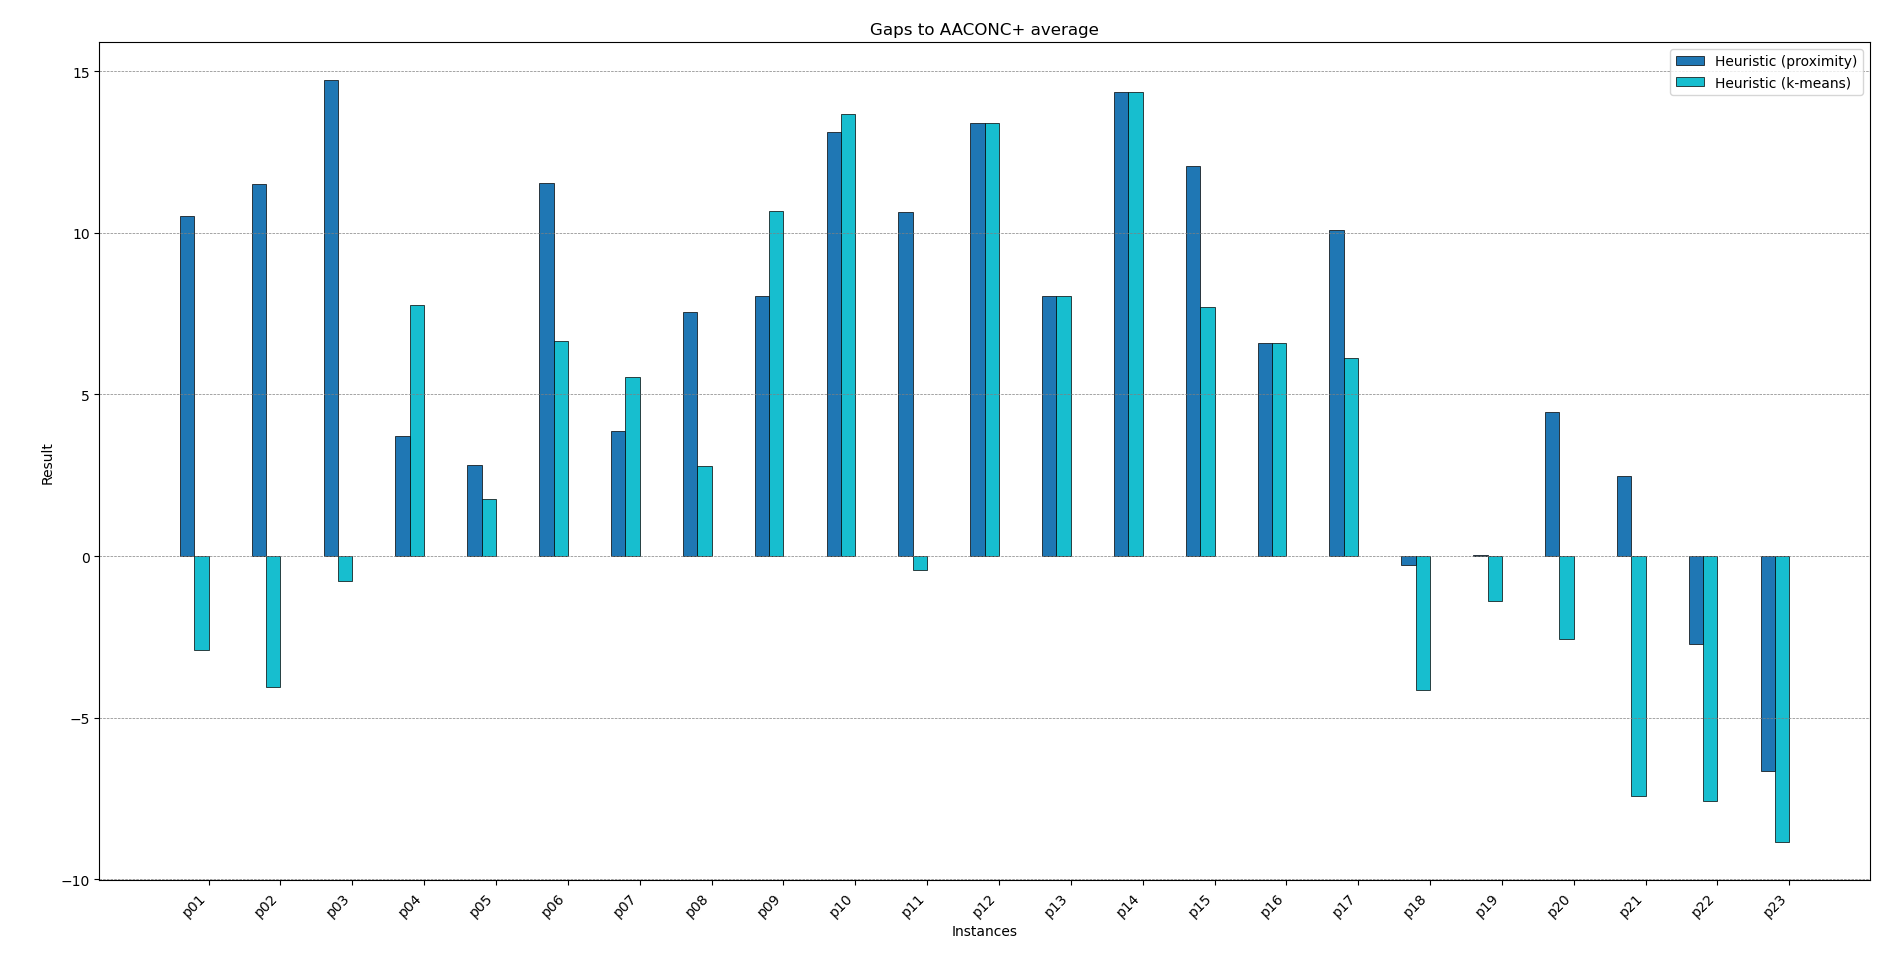 Gaps to AACONC+ average
Heuristic (proximity)
Heuristic (k-means)
15
10
5
0
−5
−10
Result
p01
p02
p03
p04
p05
p06
p07
p08
p09
p10
p11
p12
p13
p14
p15
p16
p17
p18
p19
p20
p21
p22
p23
Instances